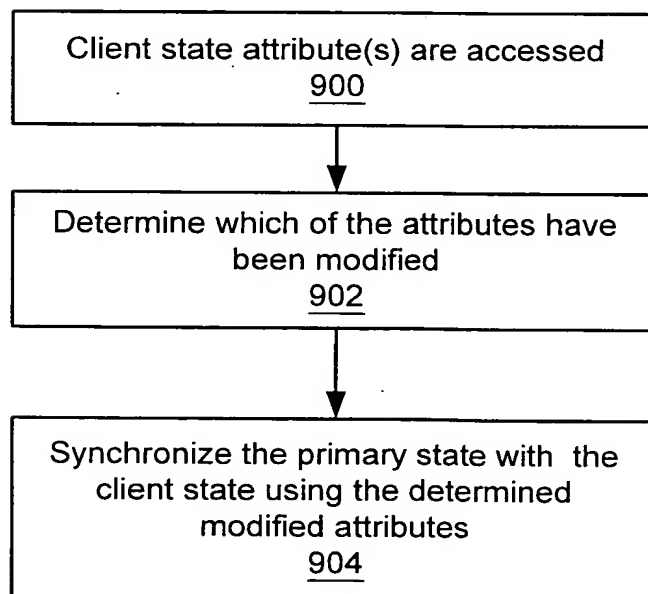 Client state attribute(s) are accessed
900
Determine which of the attributes have
been modified
902
Synchronize the primary state with the
client state using the determined
modified attributes
904